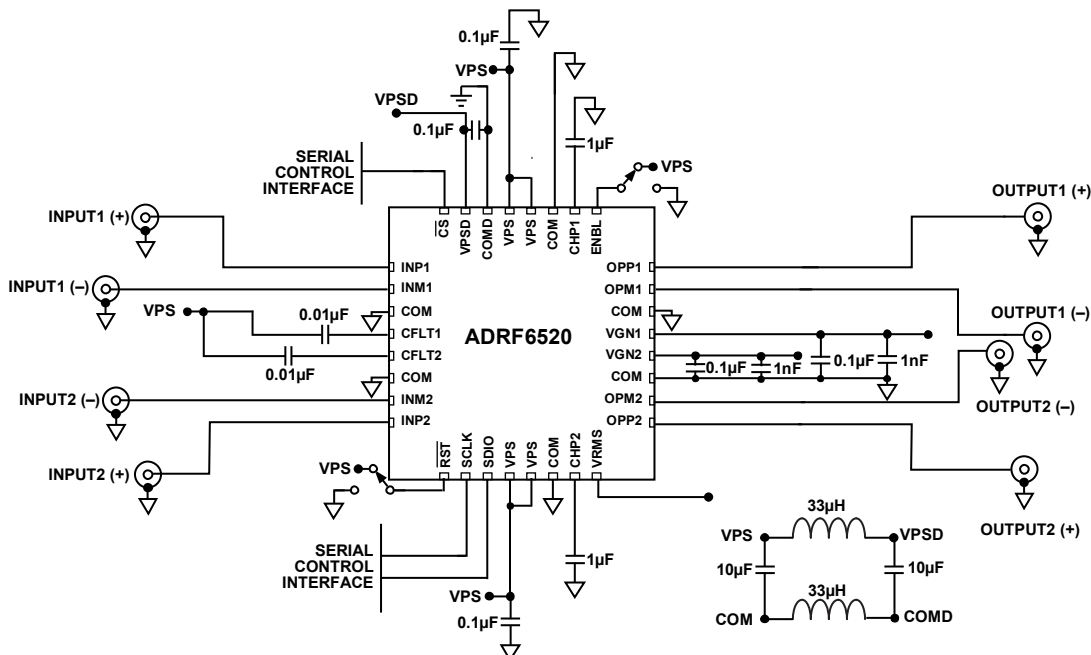 0.1µF
VPS
VPSD
0.1µF
1µF
VPS
SERIAL
CONTROL
INTERFACE
INPUT1 (+)
OUTPUT1 (+)
CS
VPSD
COMD
VPS
VPS
COM
CHP1
ENBL
INPUT1 (–)
INP1
OPP1
INM1
OPM1
VPS
0.01µF
COM
COM
OUTPUT1 (–)
CFLT1
ADRF6520
VGN1
CFLT2
VGN2
0.01µF
0.1µF
1nF
0.1µF
1nF
COM
COM
INPUT2 (–)
INM2
OPM2
OUTPUT2 (–)
INP2
OPP2
INPUT2 (+)
RST
SCLK
SDIO
VPS
VPS
COM
CHP2
VRMS
VPS
OUTPUT2 (+)
33µH
VPS
VPSD
SERIAL
CONTROL
INTERFACE
1µF
10µF
10µF
33µH
VPS
0.1µF
COM
COMD